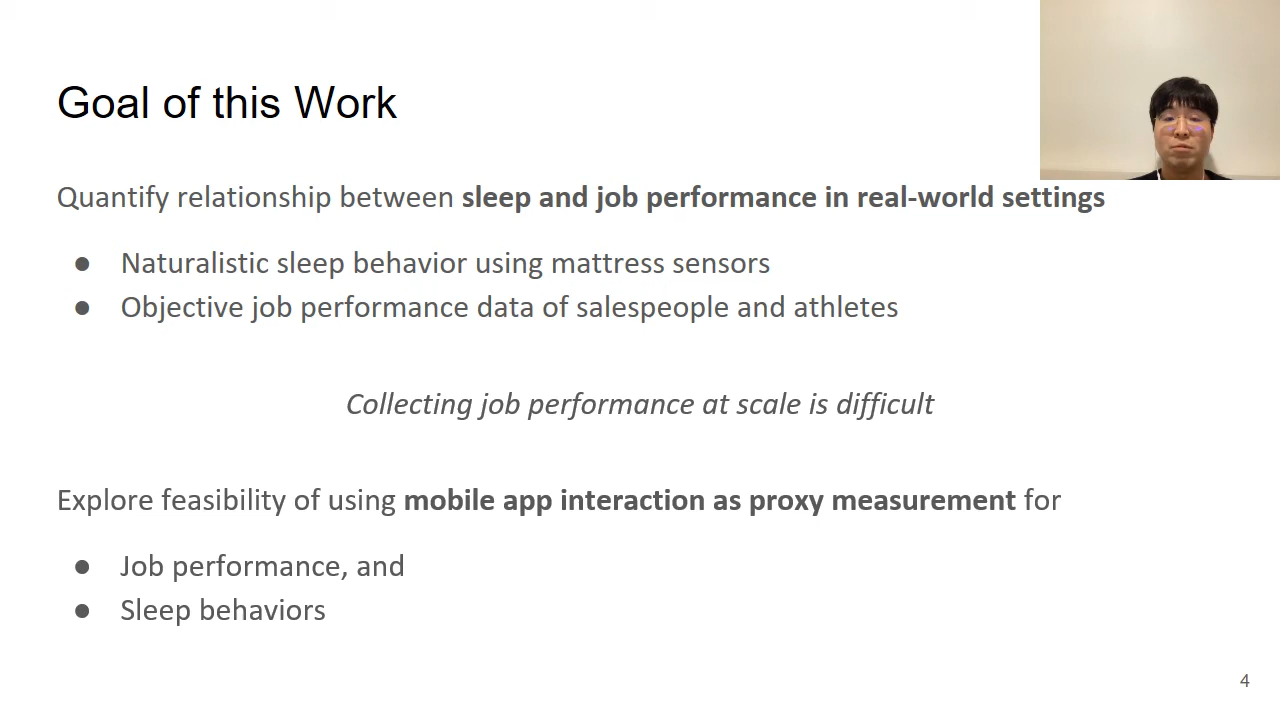 Goal of this Work
Quantify relationship between sleep and job performance in real-world settings
● Naturalistic sleep behavior using mattress sensors
● Objective job performance data of salespeople and athletes
Collecting job performance at scale is difficult
Explore feasibility of using mobile app interaction as proxy measurement for
● Job performance, and
● Sleep behaviors
4